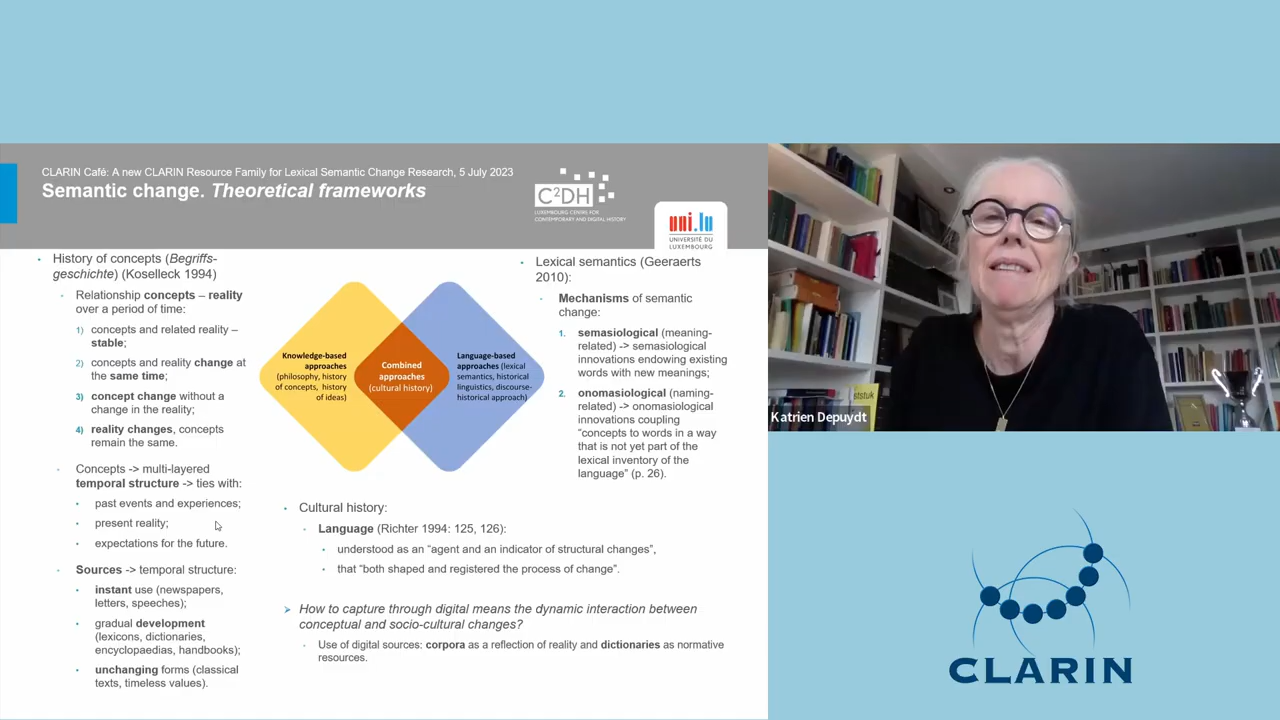 CLARIN Café: A new CLARIN Resource Family for Lexical Semantic Change Research, 5 July 2023
Semantic change. Theoretical frameworks
C²DH
LUXEMBOURG CENTRE FOR
CONTEMPORARY AND DIGITAL HISTORY
uni.lu
UNIVERSITÉ DU
LUXEMBOURG
History of concepts (Begriffs-
geschichte) (Koselleck 1994)
Relationship concepts – reality
over a period of time:
1) concepts and related reality –
stable;
2) concepts and reality change at
the same time;
3) concept change without a
change in the reality;
4) reality changes, concepts
remain the same.
Concepts -> multi-layered
temporal structure -> ties with:
past events and experiences;
present reality;
expectations for the future.
Sources -> temporal structure:
instant use (newspapers,
letters, speeches);
gradual development
(lexicons, dictionaries,
encyclopaedias, handbooks);
unchanging forms (classical
texts, timeless values).
Knowledge-based
approaches
(philosophy, history
of concepts, history
of ideas)
Combined
approaches
(cultural history)
Language-based
approaches (lexical
semantics, historical
linguistics, discourse-
historical approach)
Cultural history:
Language (Richter 1994: 125, 126):
understood as an “agent and an indicator of structural changes”,
that “both shaped and registered the process of change”.
How to capture through digital means the dynamic interaction between
conceptual and socio-cultural changes?
Use of digital sources: corpora as a reflection of reality and dictionaries as normative
resources.
Lexical semantics (Geeraerts
2010):
Mechanisms of semantic
change:
1. semasiological (meaning-
related) -> semasiological
innovations endowing existing
words with new meanings;
2. onomasiological (naming-
related) -> onomasiological
innovations coupling
“concepts to words in a way
that is not yet part of the
lexical inventory of the
language” (p. 26).
Katrien Depuydt
CLARIN